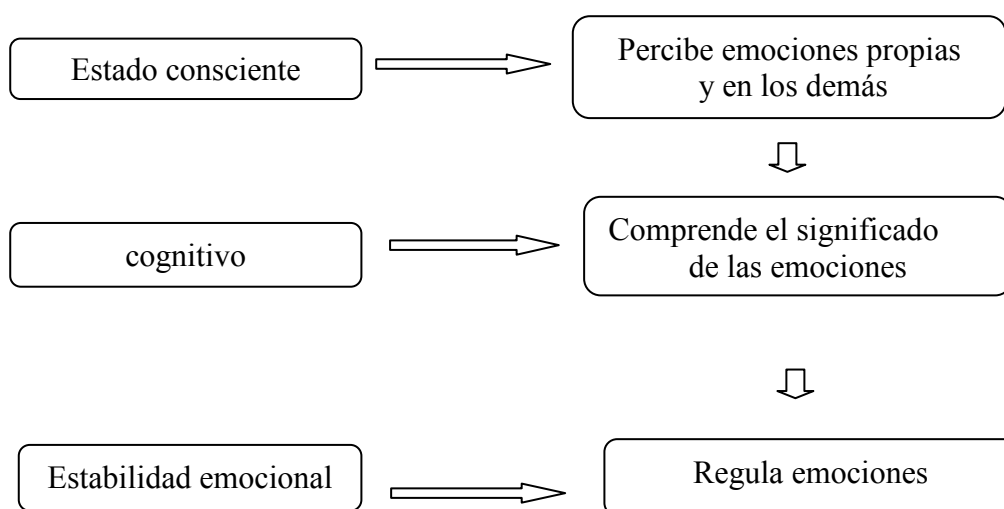 Estado consciente
Percibe emociones propias
y en los demás
cognitivo
Comprende el significado
de las emociones
Estabilidad emocional
Regula emociones